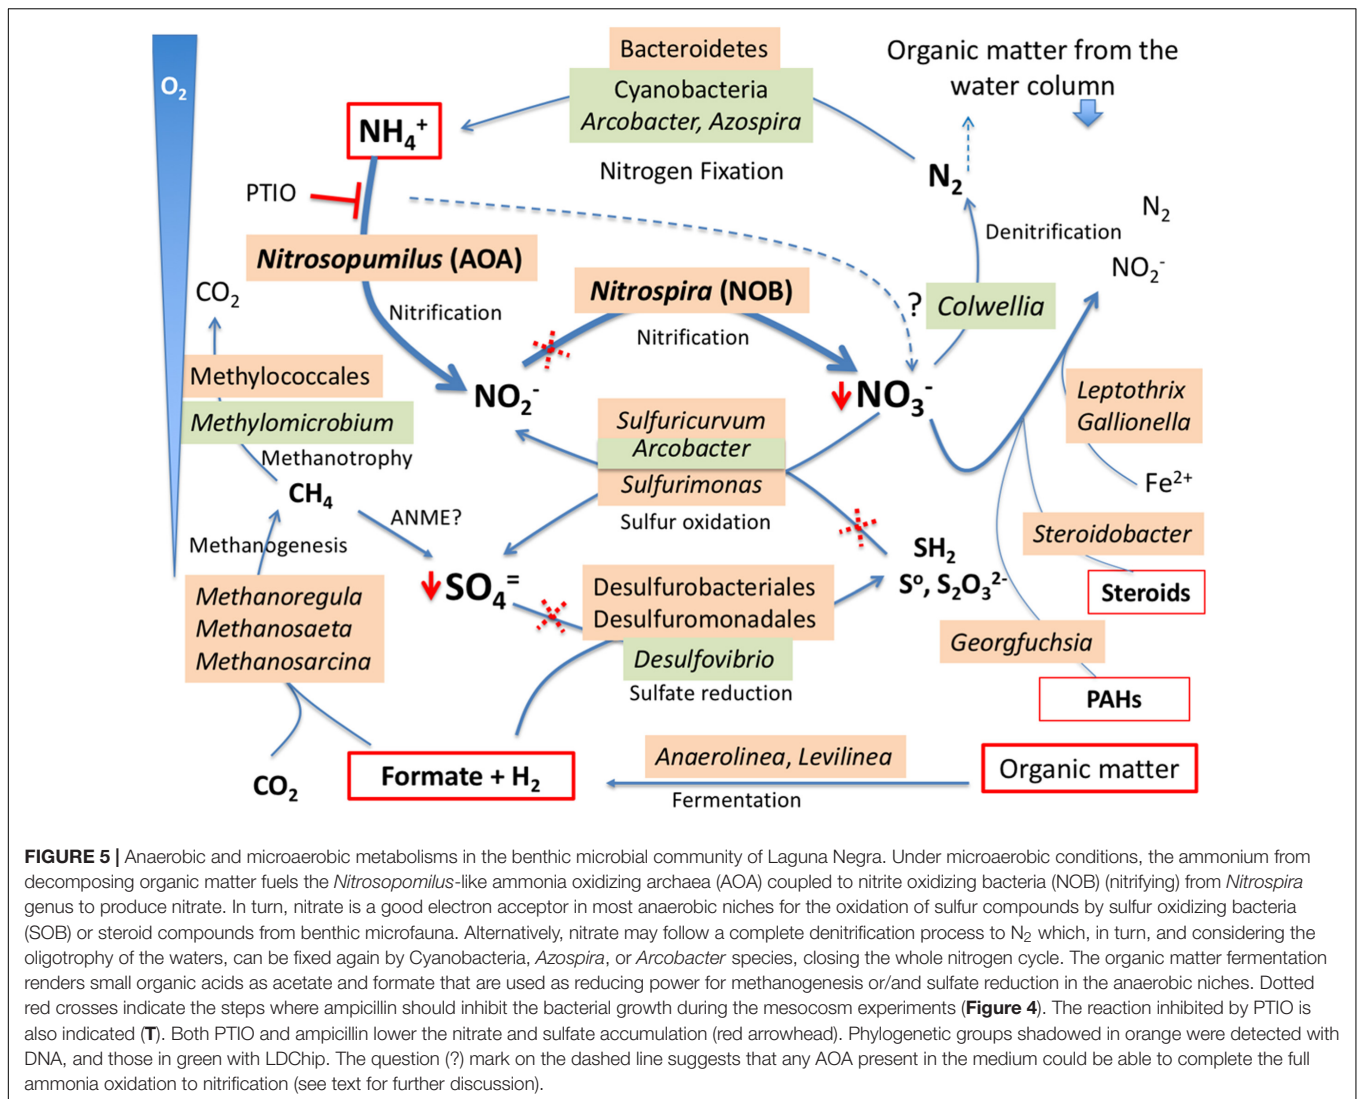 O₂
Bacteroidetes
Cyanobacteria
Arcobacter, Azospira
Nitrogen Fixation
Organic matter from the
water column
NH₄⁺
PTIO
N₂
Denitrification
N₂
NO₂⁻
Nitrosopumilus (AOA)
Nitrification
Nitrospira (NOB)
Nitrification
?
Colwellia
CO₂
Methylococcales
Methylomicrobium
Methanotrophy
CH₄
NO₂⁻
NO₃⁻
Leptothrix
Gallionella
Fe²⁺
Sulfuricurvum
Arcobacter
Sulfurimonas
Sulfur oxidation
ANME?
Methanogenesis
SO₄⁼
SH₂
Sº, S₂O₃²⁻
Steroidobacter
Steroids
Methanoregula
Methanosaeta
Methanosarcina
Desulfurobacteriales
Desulfuromonadales
Desulfovibrio
Sulfate reduction
Georgfuchsia
PAHs
CO₂
Formate + H₂
Anaerolinea, Levilinea
Fermentation
Organic matter
FIGURE 5 | Anaerobic and microaerobic metabolisms in the benthic microbial community of Laguna Negra. Under microaerobic conditions, the ammonium from
decomposing organic matter fuels the Nitrosopomilus-like ammonia oxidizing archaea (AOA) coupled to nitrite oxidizing bacteria (NOB) (nitrifying) from Nitrospira
genus to produce nitrate. In turn, nitrate is a good electron acceptor in most anaerobic niches for the oxidation of sulfur compounds by sulfur oxidizing bacteria
(SOB) or steroid compounds from benthic microfauna. Alternatively, nitrate may follow a complete denitrification process to N₂ which, in turn, and considering the
oligotrophy of the waters, can be fixed again by Cyanobacteria, Azospira, or Arcobacter species, closing the whole nitrogen cycle. The organic matter fermentation
renders small organic acids as acetate and formate that are used as reducing power for methanogenesis or/and sulfate reduction in the anaerobic niches. Dotted
red crosses indicate the steps where ampicillin should inhibit the bacterial growth during the mesocosm experiments (Figure 4). The reaction inhibited by PTIO is
also indicated (T). Both PTIO and ampicillin lower the nitrate and sulfate accumulation (red arrowhead). Phylogenetic groups shadowed in orange were detected with
DNA, and those in green with LDChip. The question (?) mark on the dashed line suggests that any AOA present in the medium could be able to complete the full
ammonia oxidation to nitrification (see text for further discussion).